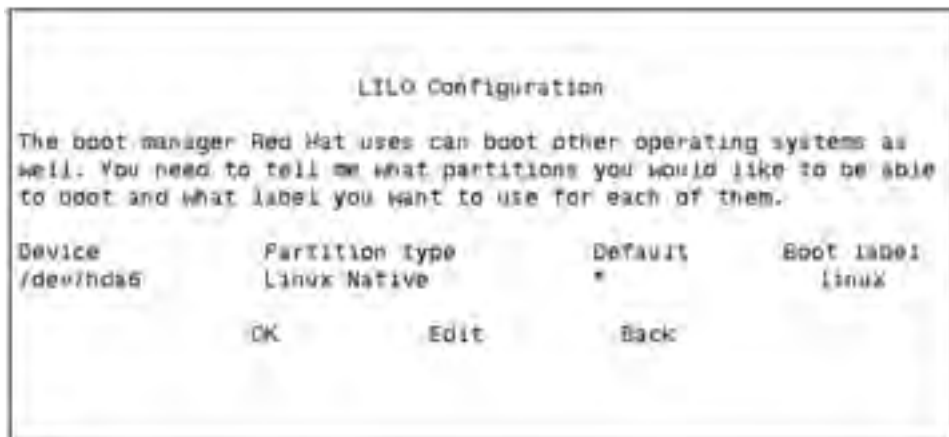 LILO Configuration
The boot manager Red Hat uses can boot other operating systems as
well. You need to tell me what partitions you would like to be able
to boot and what label you want to use for each of them.
Device Partition type Default Boot label
/dev/hda6 Linux Native * linux
OK Edit Back